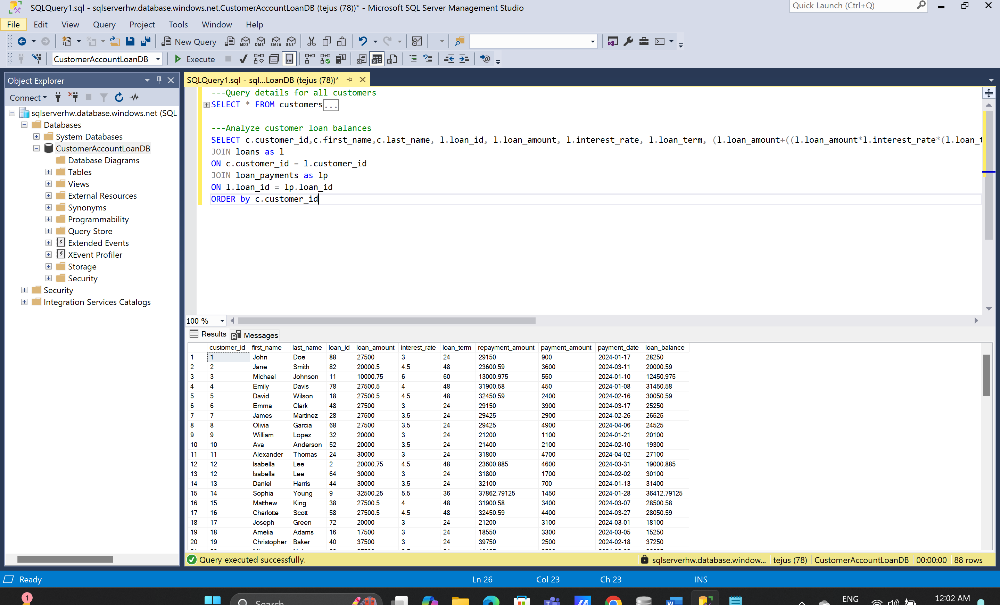 SQLQuery1.sql - sqlserverhw.database.windows.net.CustomerAccountLoanDB (tejus (78))* - Microsoft SQL Server Management Studio
Quick Launch (Ctrl+Q)
File Edit View Query Project Tools Window Help
New Query MDX DMX XMLA DAX
CustomerAccountLoanDB Execute
Object Explorer
Connect
sqlserverhw.database.windows.net (SQL
Databases
System Databases
CustomerAccountLoanDB
Database Diagrams
Tables
Views
External Resources
Synonyms
Programmability
Query Store
Extended Events
XEvent Profiler
Storage
Security
Security
Integration Services Catalogs
SQLQuery1.sql - sql...LoanDB (tejus (78))*
---Query details for all customers
SELECT * FROM customers...
---Analyze customer loan balances
SELECT c.customer_id,c.first_name,c.last_name, l.loan_id, l.loan_amount, l.interest_rate, l.loan_term, (l.loan_amount+((l.loan_amount*l.interest_rate*(l.loan_t
JOIN loans as l
ON c.customer_id = l.customer_id
JOIN loan_payments as lp
ON l.loan_id = lp.loan_id
ORDER by c.customer_id
100 %
Results Messages
customer_id first_name last_name loan_id loan_amount interest_rate loan_term repayment_amount payment_amount payment_date loan_balance
1 1 John Doe 88 27500 3 24 29150 900 2024-01-17 28250
2 2 Jane Smith 82 20000.5 4.5 48 23600.59 3600 2024-03-11 20000.59
3 3 Michael Johnson 11 10000.75 6 60 13000.975 550 2024-01-10 12450.975
4 4 Emily Davis 78 27500.5 4 48 31900.58 450 2024-01-08 31450.58
5 5 David Wilson 18 27500.5 4.5 48 32450.59 2400 2024-02-16 30050.59
6 6 Emma Clark 48 27500 3 24 29150 3900 2024-03-17 25250
7 7 James Martinez 28 27500 3.5 24 29425 2900 2024-02-26 26525
8 8 Olivia Garcia 68 27500 3.5 24 29425 4900 2024-04-06 24525
9 9 William Lopez 32 20000 3 24 21200 1100 2024-01-21 20100
10 10 Ava Anderson 52 20000 3.5 24 21400 2100 2024-02-10 19300
11 11 Alexander Thomas 24 30000 3 24 31800 4700 2024-04-02 27100
12 12 Isabella Lee 2 20000.75 4.5 48 23600.885 4600 2024-03-31 19000.885
13 12 Isabella Lee 64 30000 3 24 31800 1700 2024-02-02 30100
14 13 Daniel Harris 44 30000 3.5 24 32100 700 2024-01-13 31400
15 14 Sophia Young 9 32500.25 5.5 36 37862.79125 1450 2024-01-28 36412.79125
16 15 Matthew King 38 27500.5 4 48 31900.58 3400 2024-03-07 28500.58
17 16 Charlotte Scott 58 27500.5 4.5 48 32450.59 4400 2024-03-27 28050.59
18 17 Joseph Green 72 20000 3 24 21200 3100 2024-03-01 18100
19 18 Amelia Adams 16 17500 3 24 18550 3300 2024-03-05 15250
20 19 Christopher Baker 40 37500 3 24 39750 2500 2024-02-18 37250
Query executed successfully. sqlserverhw.database.window... tejus (78) CustomerAccountLoanDB 00:00:00 88 rows
Ready Ln 26 Col 23 Ch 23 INS
1 Search ENG 12:02 AM